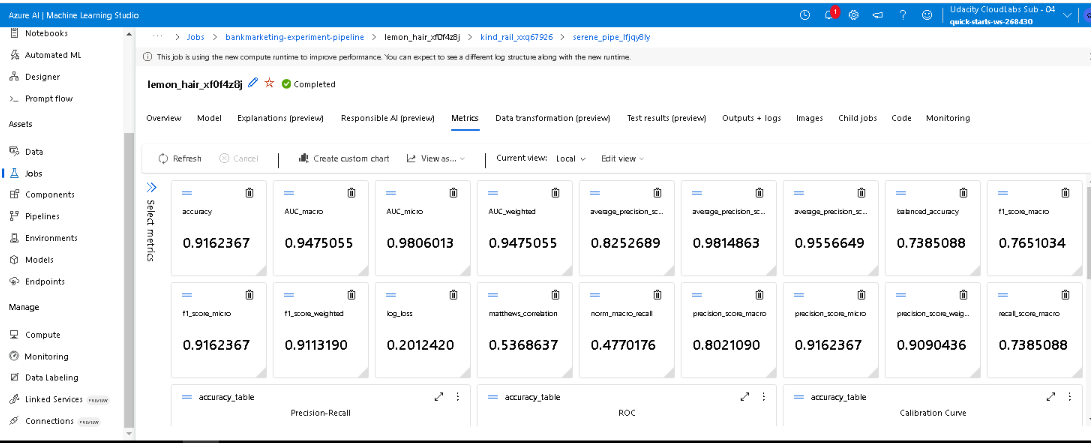 Azure AI | Machine Learning Studio
1
Udacity CloudLabs Sub - 04
quick-starts-ws-268430
Notebooks
Automated ML
Designer
Prompt flow
Assets
Data
Jobs
Components
Pipelines
Environments
Models
Endpoints
Manage
Compute
Monitoring
Data Labeling
Linked Services PREVIEW
Connections PREVIEW
... > Jobs > bankmarketing-experiment-pipeline > lemon_hair_xf0f4z8j > kind_rail_xxq67926 > serene_pipe_lfjqy8ly
This job is using the new compute runtime to improve performance. You can expect to see a different log structure along with the new runtime.
lemon_hair_xf0f4z8j Completed
Overview Model Explanations (preview) Responsible AI (preview) Metrics Data transformation (preview) Test results (preview) Outputs + logs Images Child jobs Code Monitoring
Refresh Cancel Create custom chart View as... Current view: Local Edit view
Select metrics
accuracy AUC_macro AUC_micro AUC_weighted average_precision_sc... average_precision_sc... average_precision_sc... balanced_accuracy f1_score_macro
0.9162367 0.9475055 0.9806013 0.9475055 0.8252689 0.9814863 0.9556649 0.7385088 0.7651034
f1_score_micro f1_score_weighted log_loss matthews_correlation norm_macro_recall precision_score_macro precision_score_micro precision_score_weig... recall_score_macro
0.9162367 0.9113190 0.2012420 0.5368637 0.4770176 0.8021090 0.9162367 0.9090436 0.7385088
accuracy_table accuracy_table accuracy_table
Precision-Recall ROC Calibration Curve